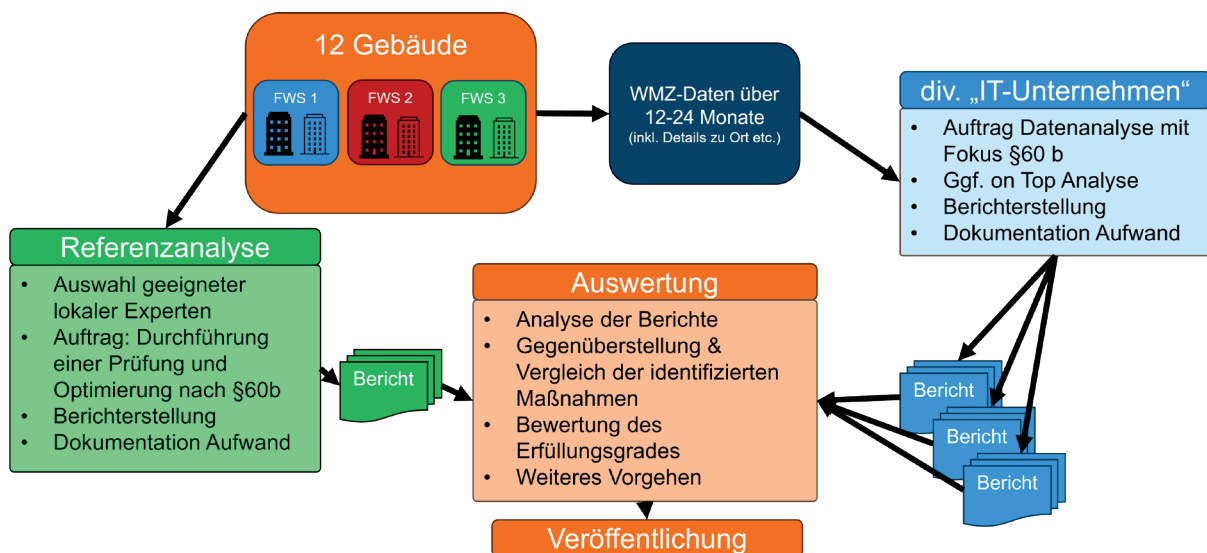 12 Gebäude
FWS 1
FWS 2
FWS 3
WMZ-Daten über
12-24 Monate
(inkl. Details zu Ort etc.)
div. „IT-Unternehmen“
• Auftrag Datenanalyse mit
Fokus §60 b
• Ggf. on Top Analyse
• Berichterstellung
• Dokumentation Aufwand
Referenzanalyse
• Auswahl geeigneter
lokaler Experten
• Auftrag: Durchführung
einer Prüfung und
Optimierung nach §60b
• Berichterstellung
• Dokumentation Aufwand
Bericht
Auswertung
• Analyse der Berichte
• Gegenüberstellung &
Vergleich der identifizierten
Maßnahmen
• Bewertung des
Erfüllungsgrades
• Weiteres Vorgehen
Bericht
Bericht
Bericht
Veröffentlichung